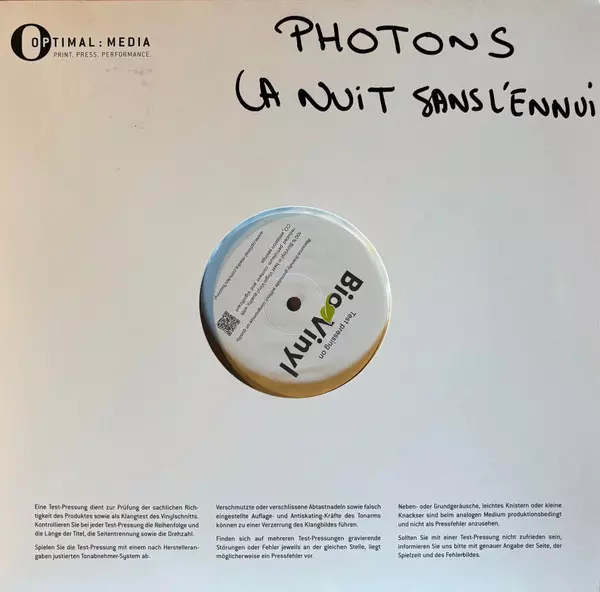 OPTIMAL : MEDIA
PRINT. PRESS. PERFORMANCE.
PHOTONS
LA NUIT SANS L'ENNUI
Test pressing on
BioVinyl
Eine Test-Pressung dient zur Prüfung der sachlichen Rich-
tigkeit des Produktes sowie als Klangtest des Vinylschnitts.
Kontrollieren Sie bei jeder Test-Pressung die Reihenfolge und
die Länge der Titel, die Seitentrennung sowie die Drehzahl.
Spielen Sie die Test-Pressung mit einem nach Herstelleran-
gaben justierten Tonabnehmer-System ab.
Verschmutzte oder verschlissene Abtastnadeln sowie falsch
eingestellte Auflage- und Antiskating-Kräfte des Tonarms
können zu einer Verzerrung des Klangbildes führen.
Finden sich auf mehreren Test-Pressungen gravierende
Störungen oder Fehler jeweils an der gleichen Stelle, liegt
möglicherweise ein Pressfehler vor.
Neben- oder Grundgeräusche, leichtes Knistern oder kleine
Knackser sind beim analogen Medium produktionsbedingt
und nicht als Pressfehler anzusehen.
Sollten Sie mit einer Test-Pressung nicht zufrieden sein,
informieren Sie uns bitte mit genauer Angabe der Seite, der
Spielzeit und des Fehlerbildes.